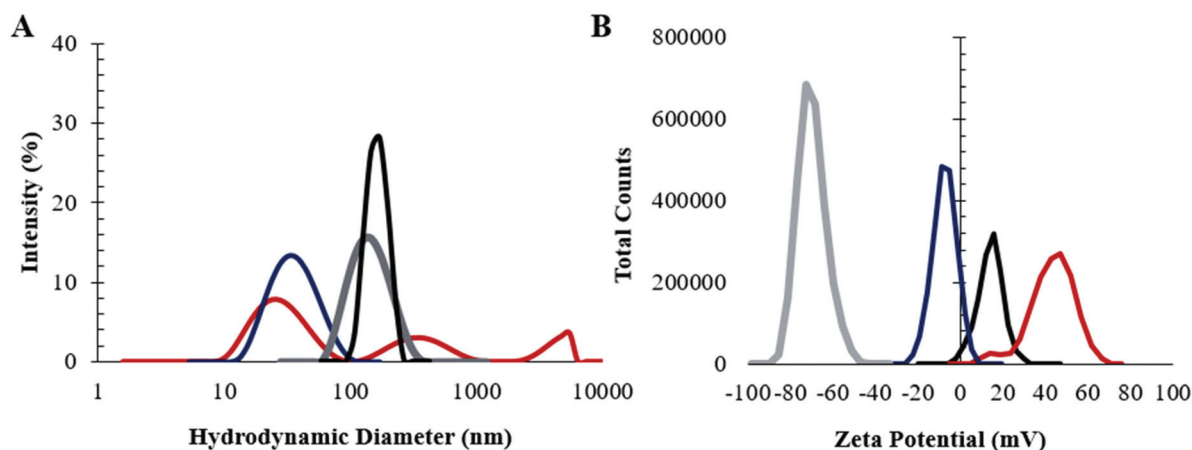 A
40
30
20
10
0
Intensity (%)
1 10 100 1000 10000
Hydrodynamic Diameter (nm)
B
800000
600000
400000
200000
0
Total Counts
-100 -80 -60 -40 -20 0 20 40 60 80 100
Zeta Potential (mV)